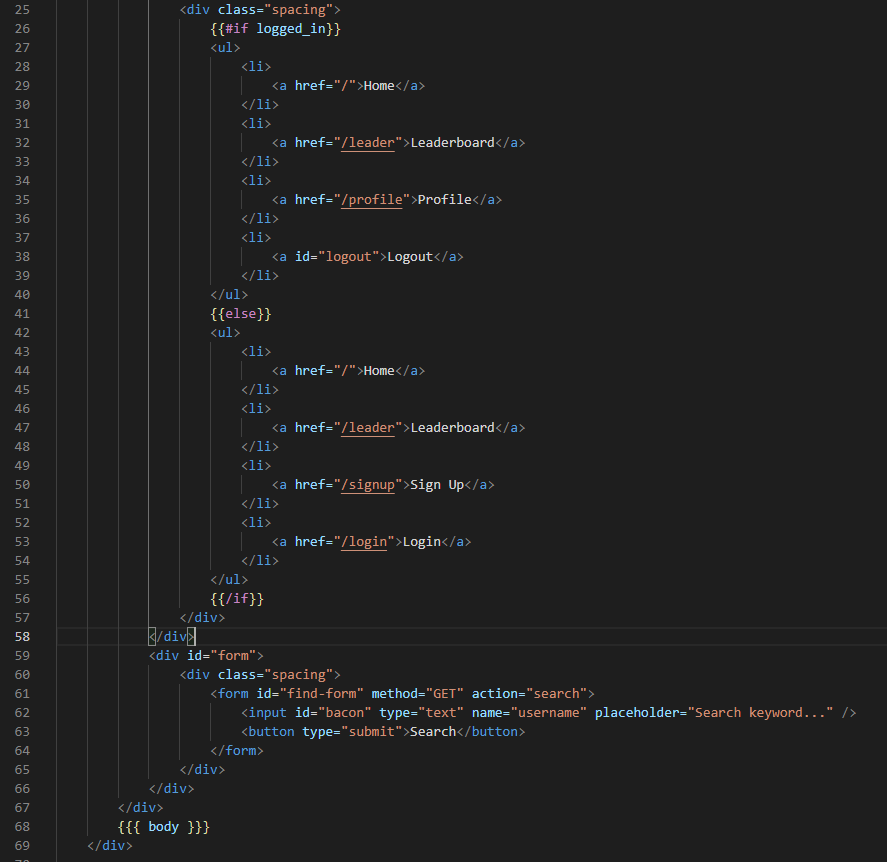 25 <div class="spacing">
26 {{#if logged_in}}
27 <ul>
28 <li>
29 <a href="/">Home</a>
30 </li>
31 <li>
32 <a href="/leader">Leaderboard</a>
33 </li>
34 <li>
35 <a href="/profile">Profile</a>
36 </li>
37 <li>
38 <a id="logout">Logout</a>
39 </li>
40 </ul>
41 {{else}}
42 <ul>
43 <li>
44 <a href="/">Home</a>
45 </li>
46 <li>
47 <a href="/leader">Leaderboard</a>
48 </li>
49 <li>
50 <a href="/signup">Sign Up</a>
51 </li>
52 <li>
53 <a href="/login">Login</a>
54 </li>
55 </ul>
56 {{/if}}
57 </div>
58 </div>
59 <div id="form">
60 <div class="spacing">
61 <form id="find-form" method="GET" action="search">
62 <input id="bacon" type="text" name="username" placeholder="Search keyword..." />
63 <button type="submit">Search</button>
64 </form>
65 </div>
66 </div>
67 </div>
68 {{{ body }}}
69 </div>